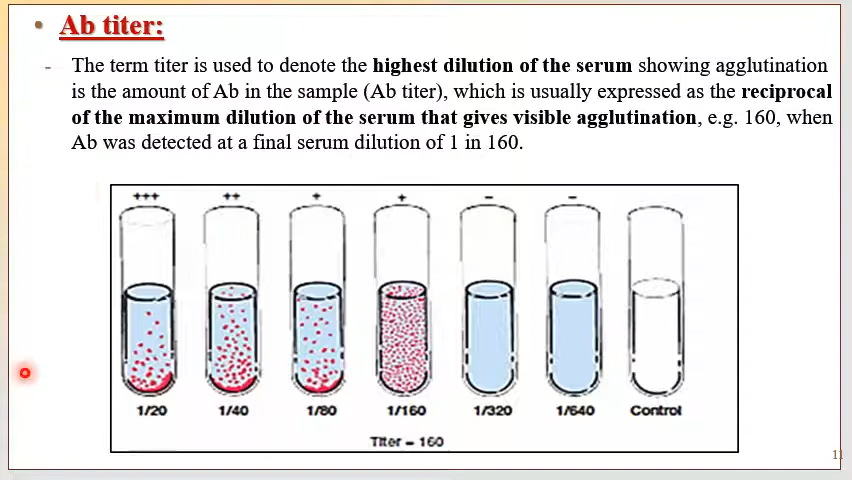 • Ab titer:
- The term titer is used to denote the highest dilution of the serum showing agglutination
is the amount of Ab in the sample (Ab titer), which is usually expressed as the reciprocal
of the maximum dilution of the serum that gives visible agglutination, e.g. 160, when
Ab was detected at a final serum dilution of 1 in 160.
+++ ++ + + – –
1/20 1/40 1/80 1/160 1/320 1/640 Control
Titer = 160
11